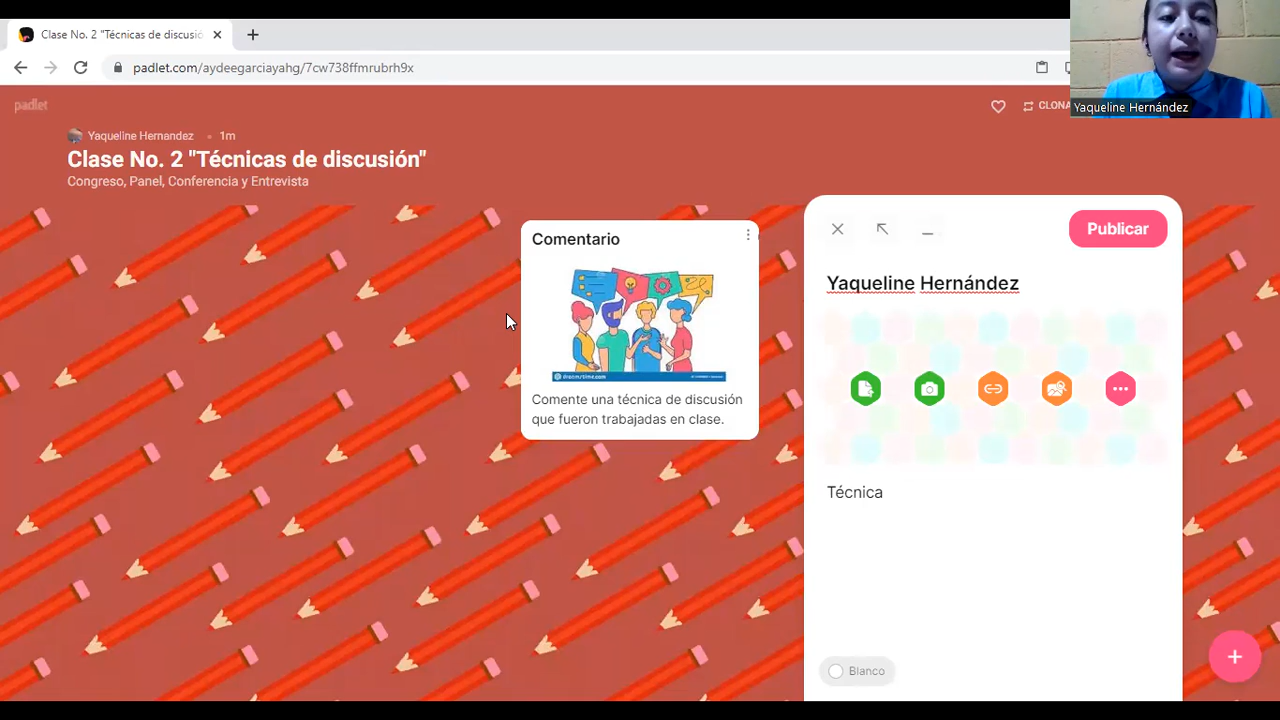 Clase No. 2 "Técnicas de discusió
padlet.com/aydeegarciayahg/7cw738ffmrubrh9x
padlet
CLONA
Yaqueline Hernández
Yaqueline Hernandez • 1m
Clase No. 2 "Técnicas de discusión"
Congreso, Panel, Conferencia y Entrevista
Comentario
dreamstime.com
Comente una técnica de discusión
que fueron trabajadas en clase.
Publicar
Yaqueline Hernández
Técnica
Blanco